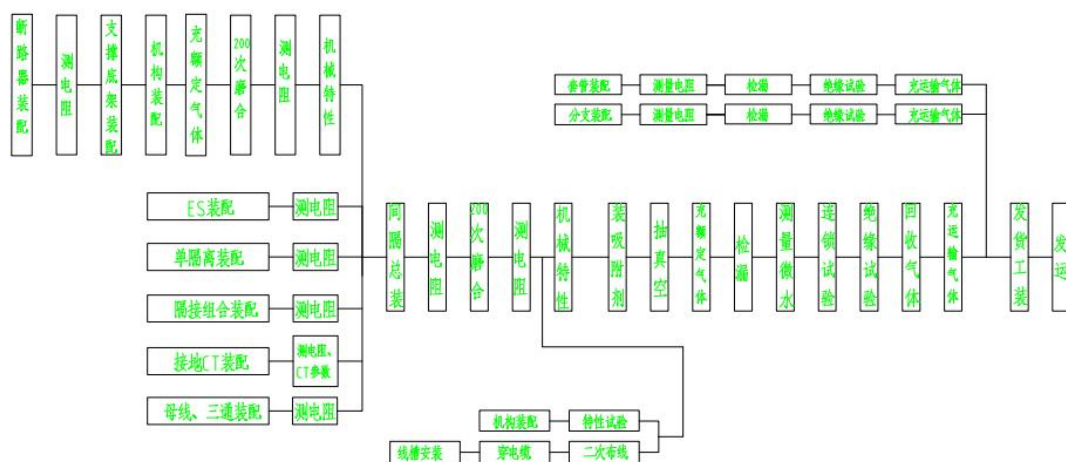 断路器装配
测电阻
支撑底架装配
机构装配
充额定气体
200次磨合
测电阻
机械特性
套管装配
测量电阻
检漏
绝缘试验
充运输气体
分支装配
测量电阻
检漏
绝缘试验
充运输气体
ES装配
测电阻
单隔离装配
测电阻
隔接组合装配
测电阻
接地CT装配
测电阻、
CT参数
母线、三通装配
测电阻
间隔总装
测电阻
200次磨合
测电阻
机械特性
装吸附剂
抽真空
充额定气体
检漏
测量微水
连锁试验
绝缘试验
回收气体
充运输气体
发货工装
发运
机构装配
特性试验
线槽安装
穿电缆
二次布线